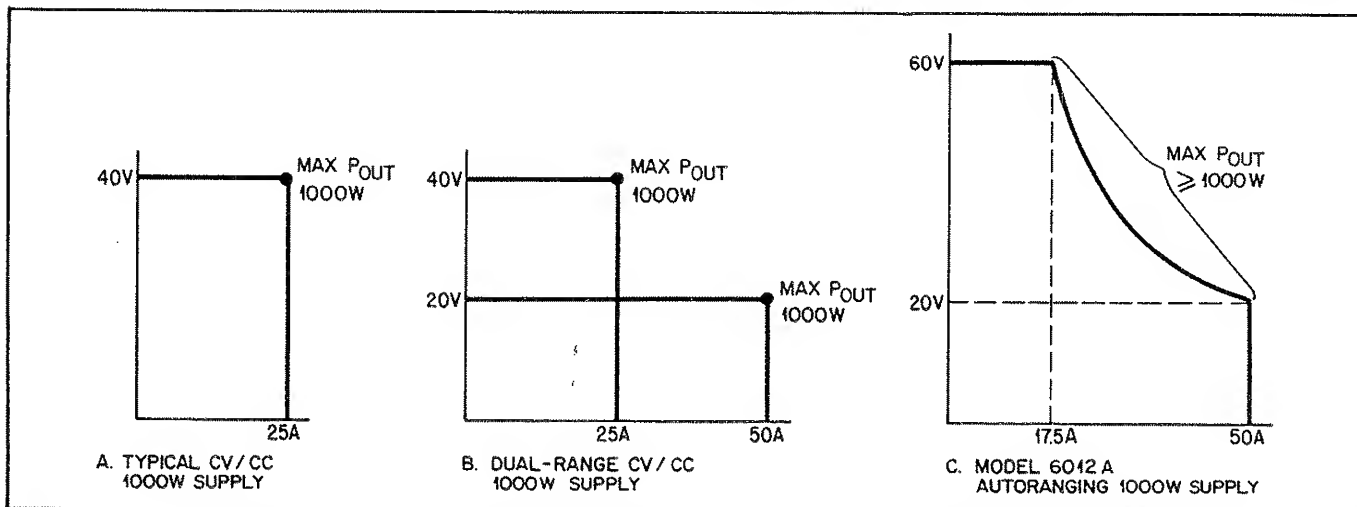 40V
MAX POUT
1000W
25A
A. TYPICAL CV/CC
1000W SUPPLY
40V
MAX POUT
1000W
20V
MAX POUT
1000W
25A
50A
B. DUAL-RANGE CV/CC
1000W SUPPLY
60V
MAX POUT
≥ 1000W
20V
17.5A
50A
C. MODEL 6012A
AUTORANGING 1000W SUPPLY